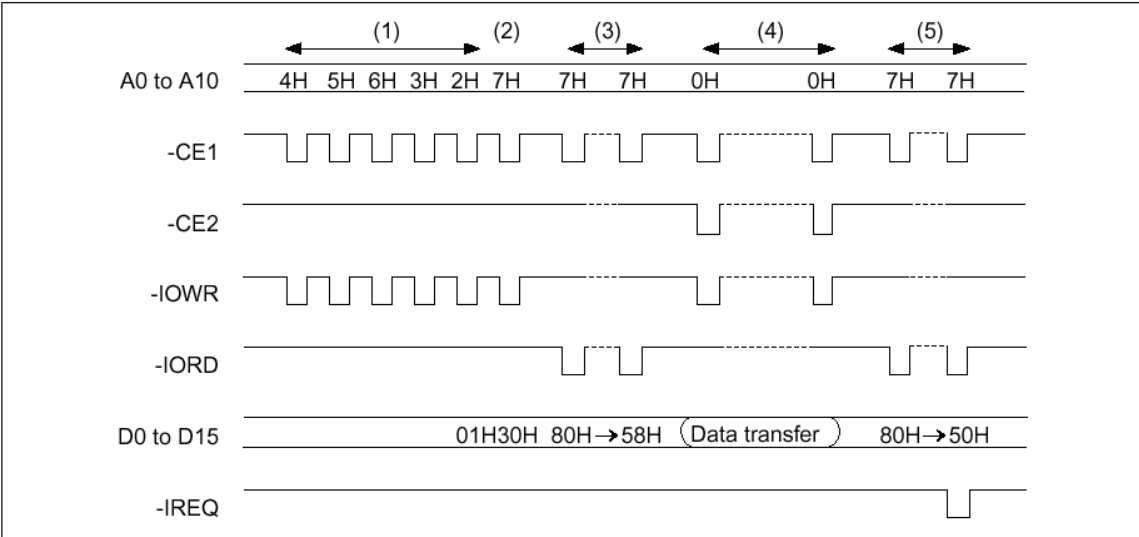 (1) (2) (3) (4) (5)
A0 to A10 4H 5H 6H 3H 2H 7H 7H 7H 0H 0H 7H 7H
-CE1
-CE2
-IOWR
-IORD
D0 to D15 01H30H 80H→58H Data transfer 80H→50H
-IREQ